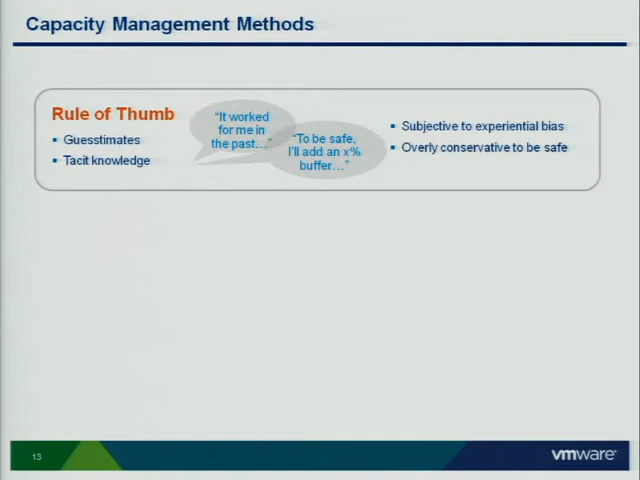 Capacity Management Methods
Rule of Thumb
Guesstimates
Tacit knowledge
"It worked
for me in
the past…"
"To be safe,
I'll add an x%
buffer…"
Subjective to experiential bias
Overly conservative to be safe
13
vmware